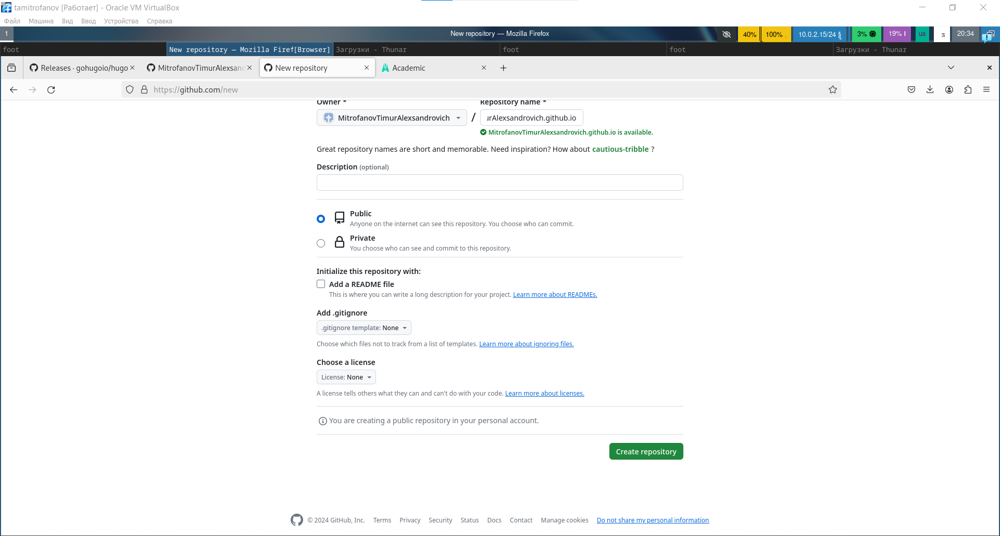 tamitrofanov [Работает] - Oracle VM VirtualBox
Файл Машина Вид Ввод Устройства Справка
1 New repository — Mozilla Firefox 40% 100% 10.0.2.15/24 3% 19% us 3 20:34
foot New repository — Mozilla Firef[Browser] Загрузки - Thunar foot foot Загрузки - Thunar
Releases · gohugoio/hugo MitrofanovTimurAlexsand New repository Academic
https://github.com/new
Owner * Repository name *
MitrofanovTimurAlexsandrovich / urAlexsandrovich.github.io
MitrofanovTimurAlexsandrovich.github.io is available.
Great repository names are short and memorable. Need inspiration? How about cautious-tribble ?
Description (optional)
Public
Anyone on the internet can see this repository. You choose who can commit.
Private
You choose who can see and commit to this repository.
Initialize this repository with:
Add a README file
This is where you can write a long description for your project. Learn more about READMEs.
Add .gitignore
.gitignore template: None
Choose which files not to track from a list of templates. Learn more about ignoring files.
Choose a license
License: None
A license tells others what they can and can't do with your code. Learn more about licenses.
You are creating a public repository in your personal account.
Create repository
© 2024 GitHub, Inc. Terms Privacy Security Status Docs Contact Manage cookies Do not share my personal information